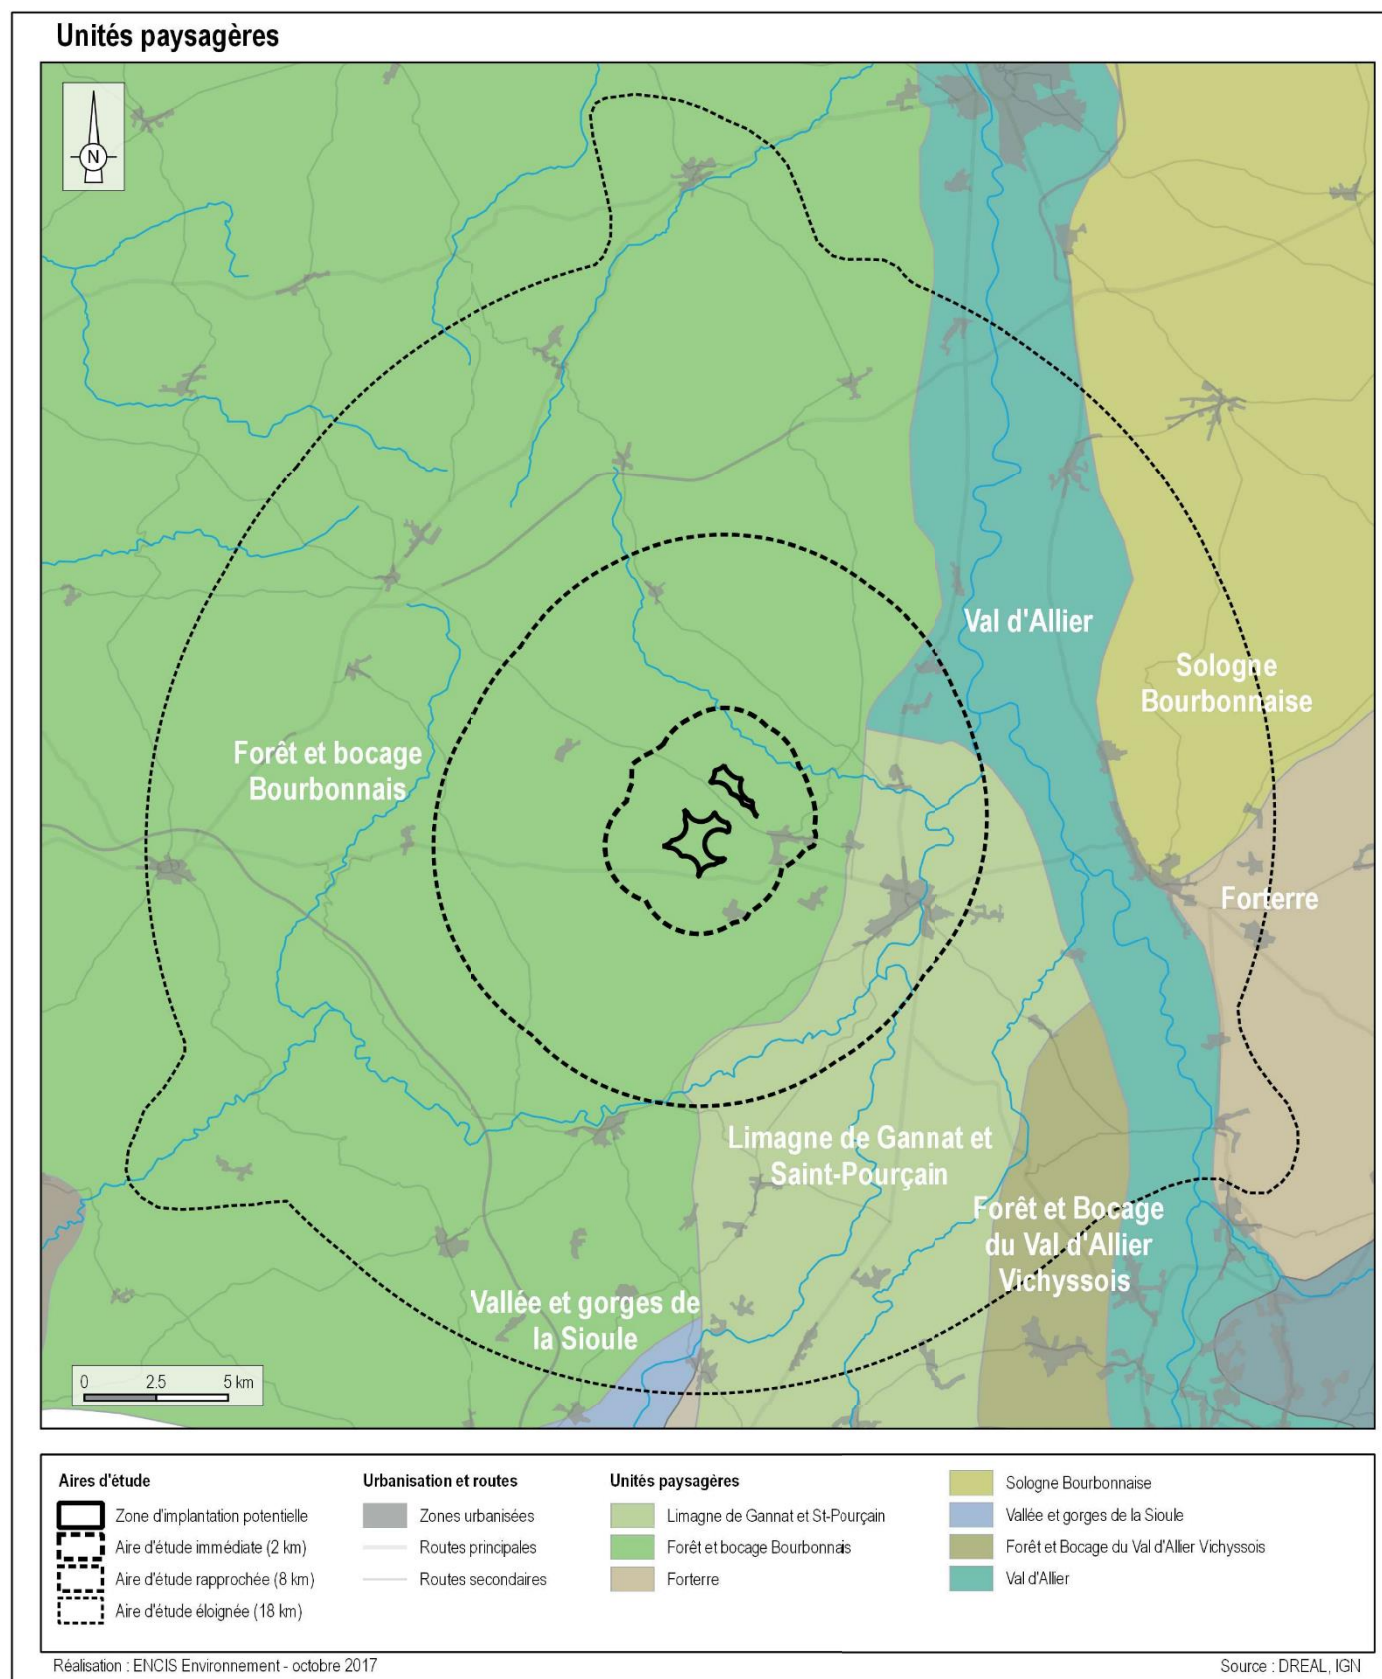 Unités paysagères
N
Val d'Allier
Sologne
Bourbonnaise
Forêt et bocage
Bourbonnais
Forterre
Limagne de Gannat et
Saint-Pourçain
Forêt et Bocage
du Val d'Allier
Vichyssois
Vallée et gorges de
la Sioule
0 2.5 5 km
Aires d'étude
Zone d'implantation potentielle
Aire d'étude immédiate (2 km)
Aire d'étude rapprochée (8 km)
Aire d'étude éloignée (18 km)
Urbanisation et routes
Zones urbanisées
Routes principales
Routes secondaires
Unités paysagères
Limagne de Gannat et St-Pourçain
Forêt et bocage Bourbonnais
Forterre
Sologne Bourbonnaise
Vallée et gorges de la Sioule
Forêt et Bocage du Val d'Allier Vichyssois
Val d'Allier
Réalisation : ENCIS Environnement - octobre 2017
Source : DREAL, IGN